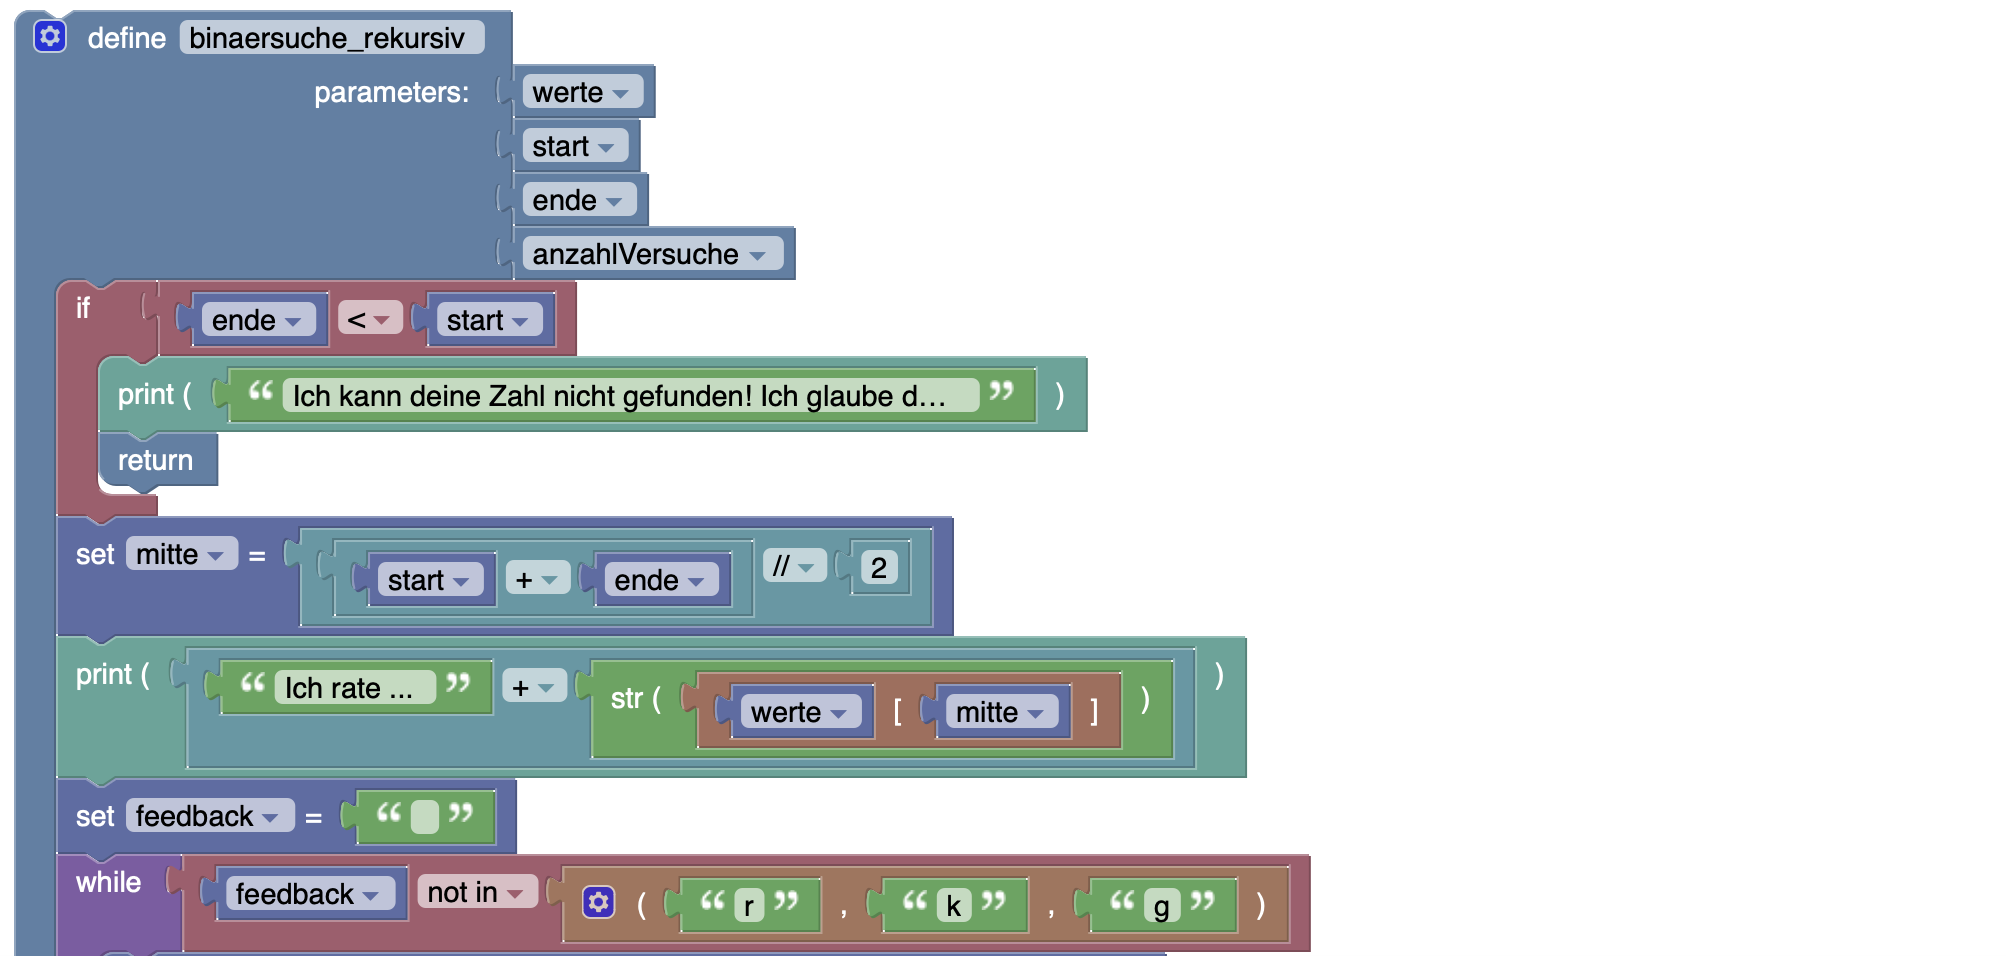 define binaersuche_rekursiv
parameters: werte
start
ende
anzahlVersuche
if ende < start
print ( “ Ich kann deine Zahl nicht gefunden! Ich glaube d... ” )
return
set mitte = start + ende // 2
print ( “ Ich rate ... ” + str ( werte [ mitte ] ) )
set feedback = “ ”
while feedback not in ( “ r ” , “ k ” , “ g ” )